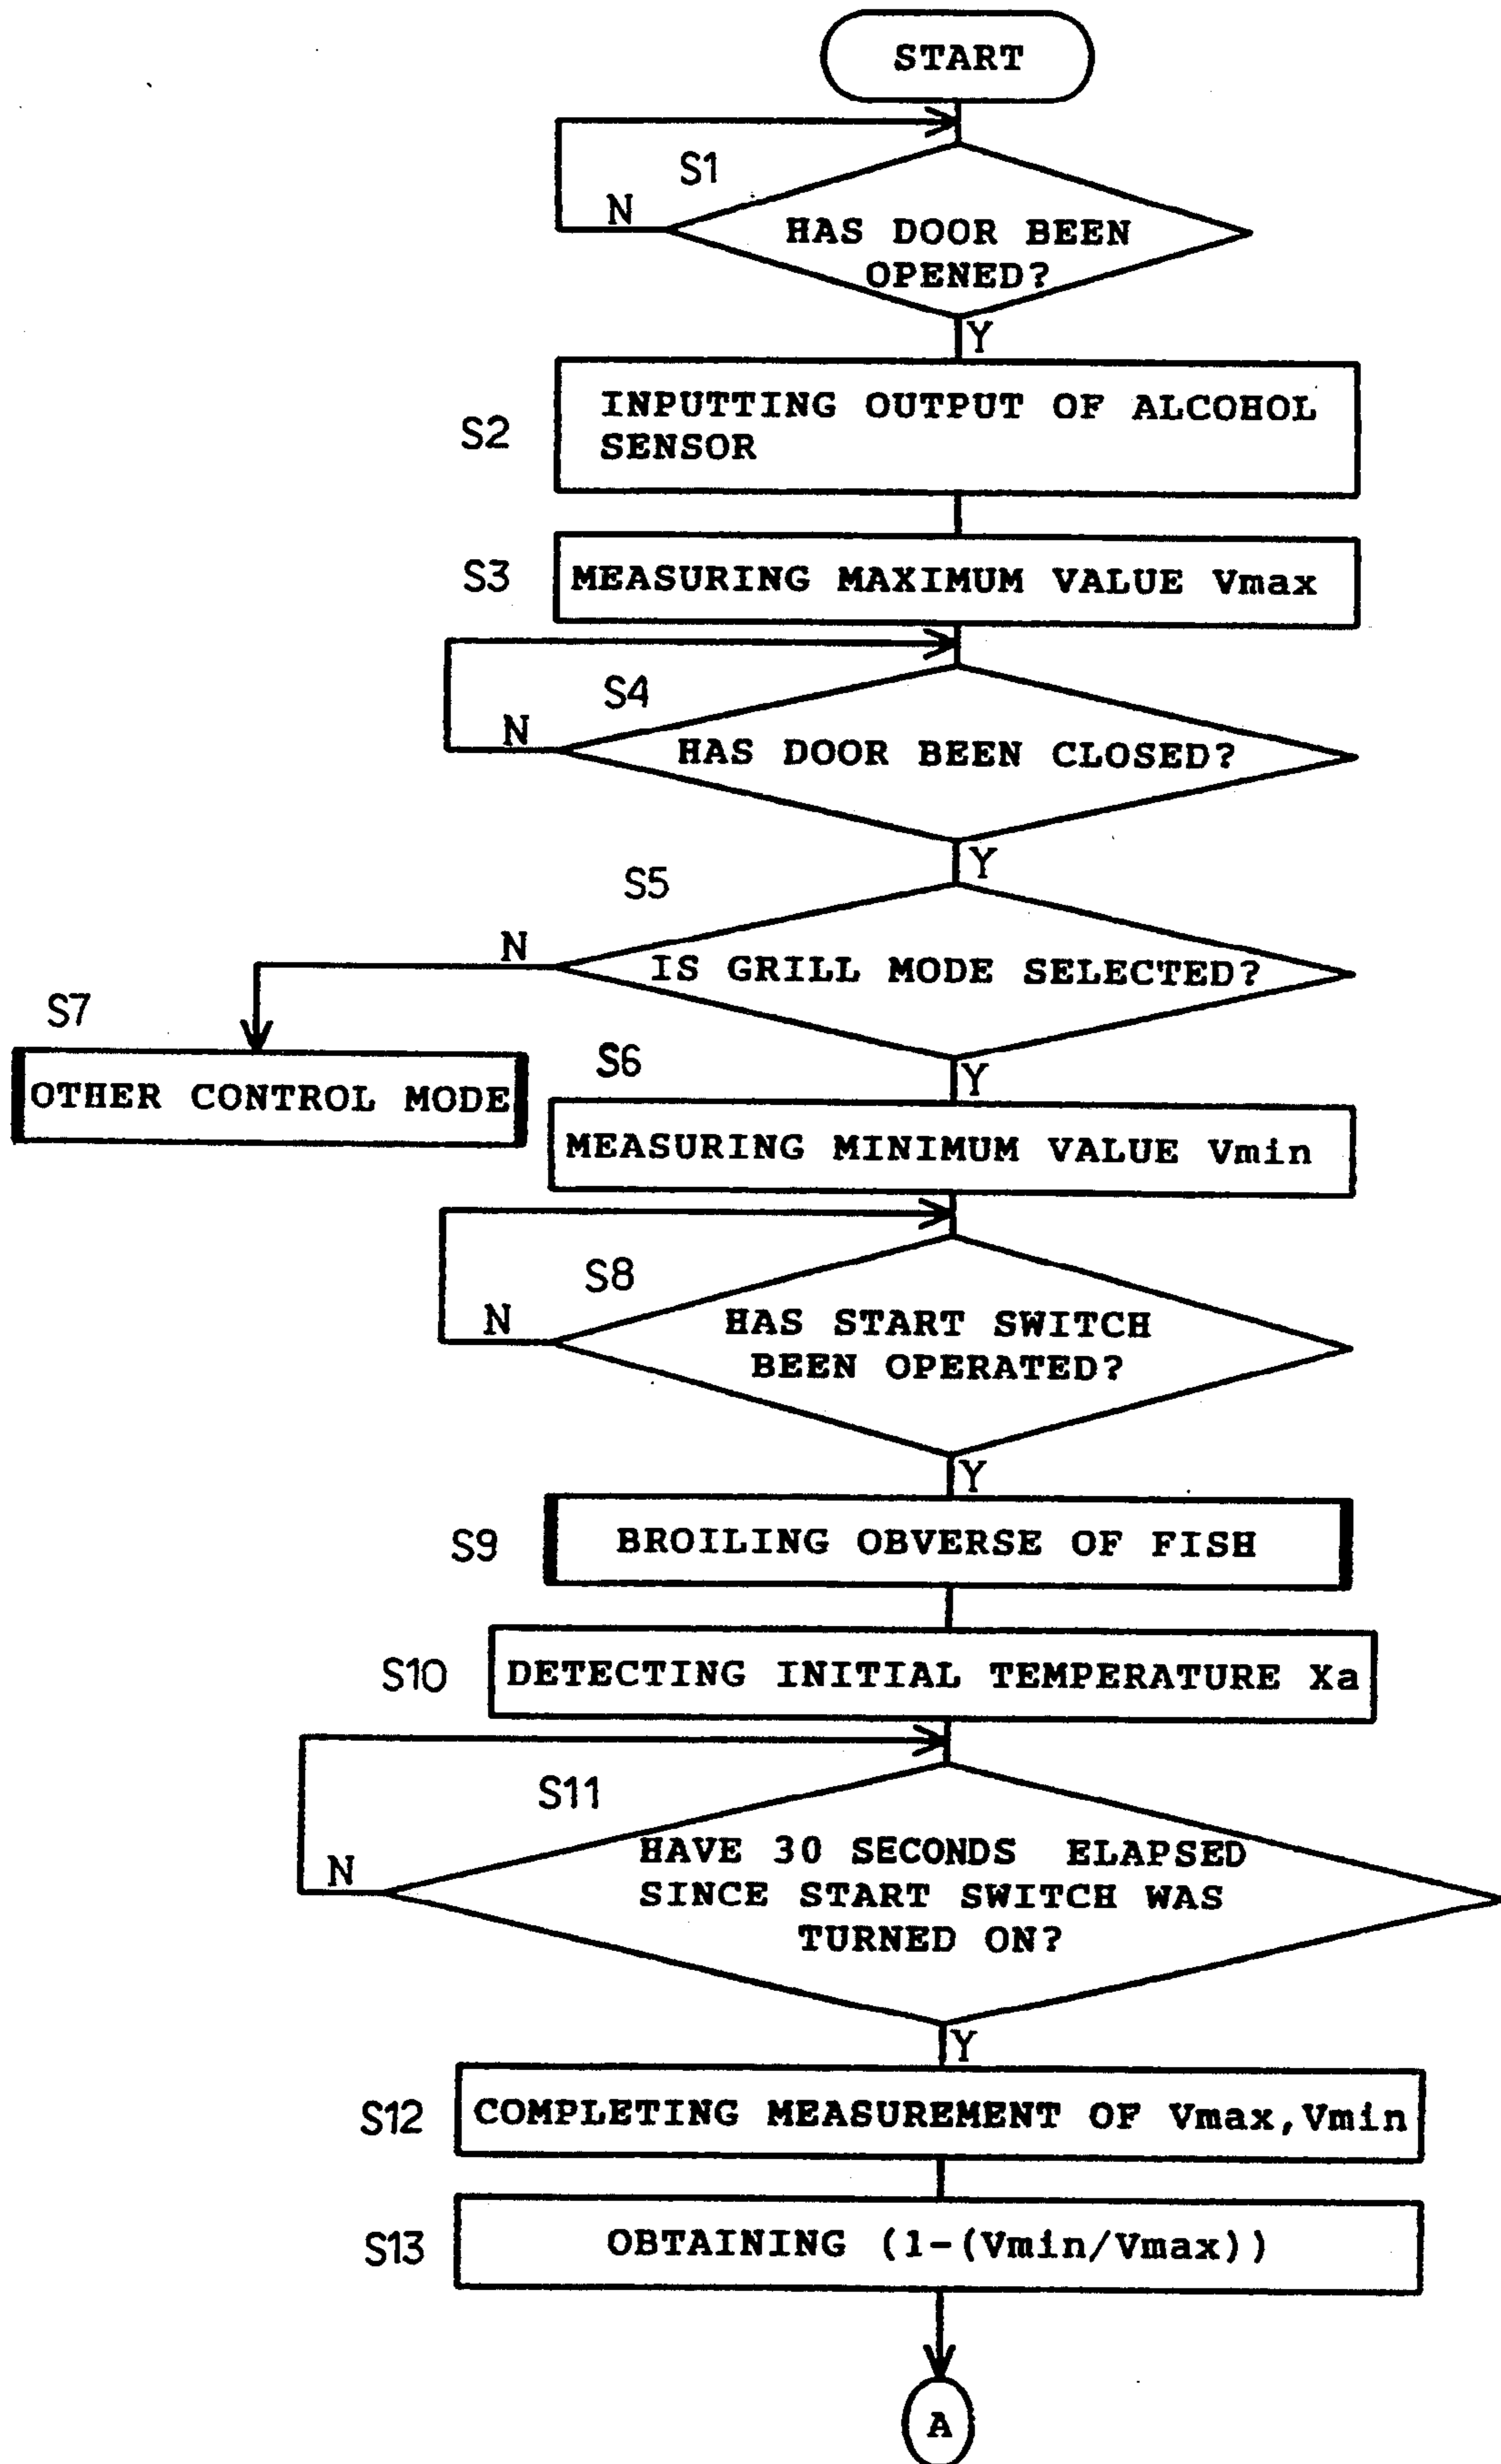 START
S1
N
HAS DOOR BEEN
OPENED?
Y
S2
INPUTTING OUTPUT OF ALCOHOL
SENSOR
S3
MEASURING MAXIMUM VALUE Vmax
S4
N
HAS DOOR BEEN CLOSED?
Y
S5
N
IS GRILL MODE SELECTED?
S7
OTHER CONTROL MODE
S6
Y
MEASURING MINIMUM VALUE Vmin
S8
N
HAS START SWITCH
BEEN OPERATED?
Y
S9
BROILING OBVERSE OF FISH
S10
DETECTING INITIAL TEMPERATURE Xa
S11
N
HAVE 30 SECONDS ELAPSED
SINCE START SWITCH WAS
TURNED ON?
Y
S12
COMPLETING MEASUREMENT OF Vmax,Vmin
S13
OBTAINING (1-(Vmin/Vmax))
A